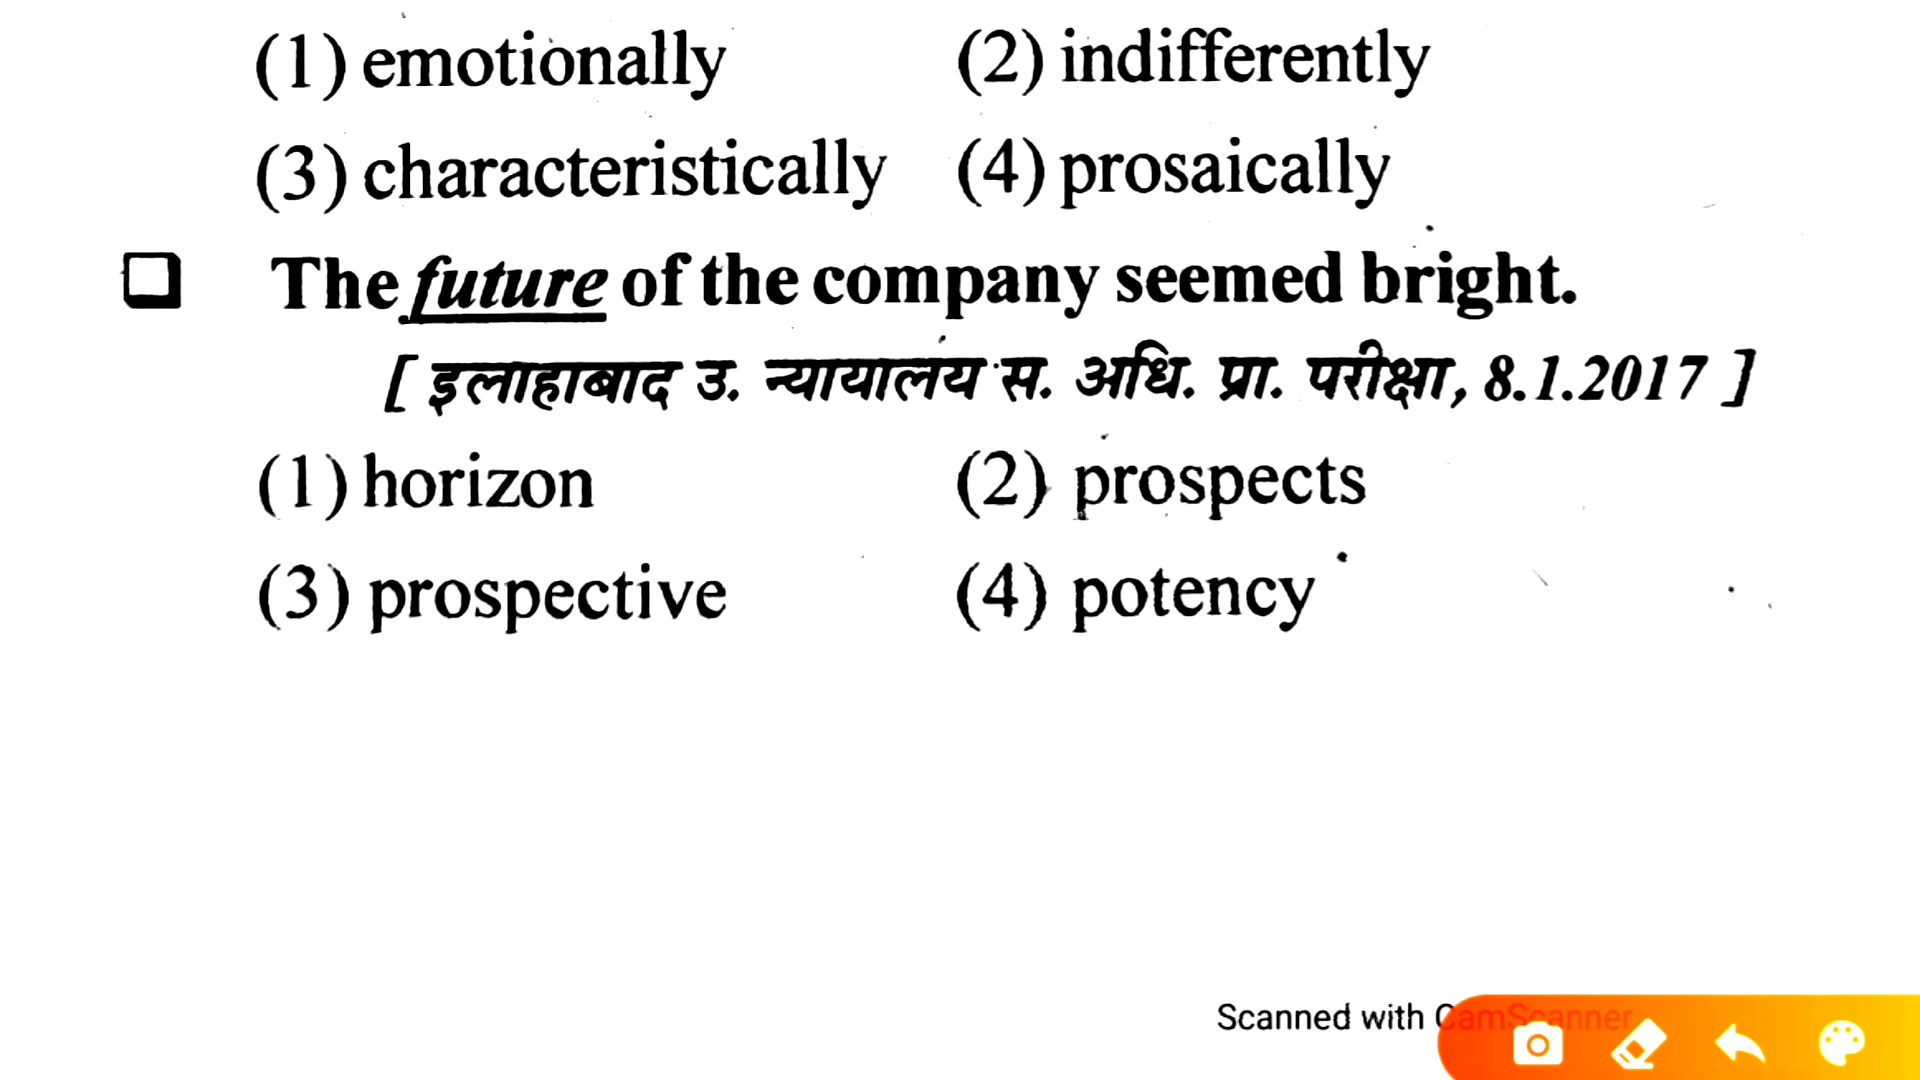 (1) emotionally (2) indifferently
(3) characteristically (4) prosaically
The future of the company seemed bright.
[ इलाहाबाद उ. न्यायालय स. अधि. प्रा. परीक्षा, 8.1.2017 ]
(1) horizon (2) prospects
(3) prospective (4) potency
Scanned with CamScanner